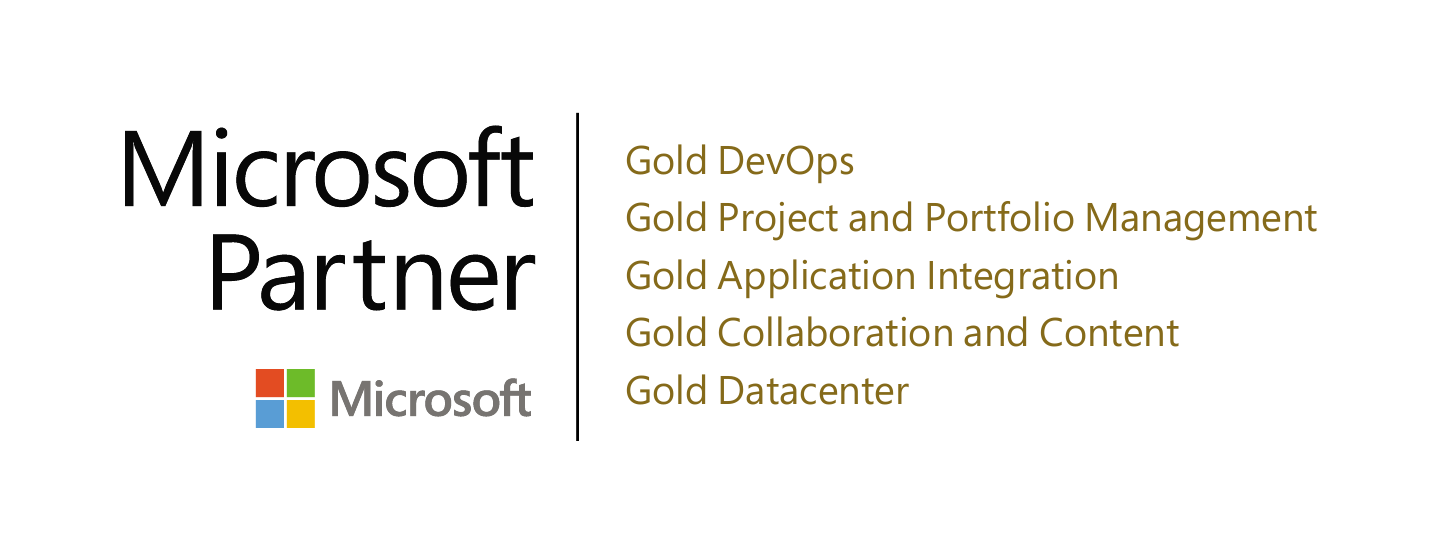 Microsoft
Partner
Microsoft
Gold DevOps
Gold Project and Portfolio Management
Gold Application Integration
Gold Collaboration and Content
Gold Datacenter